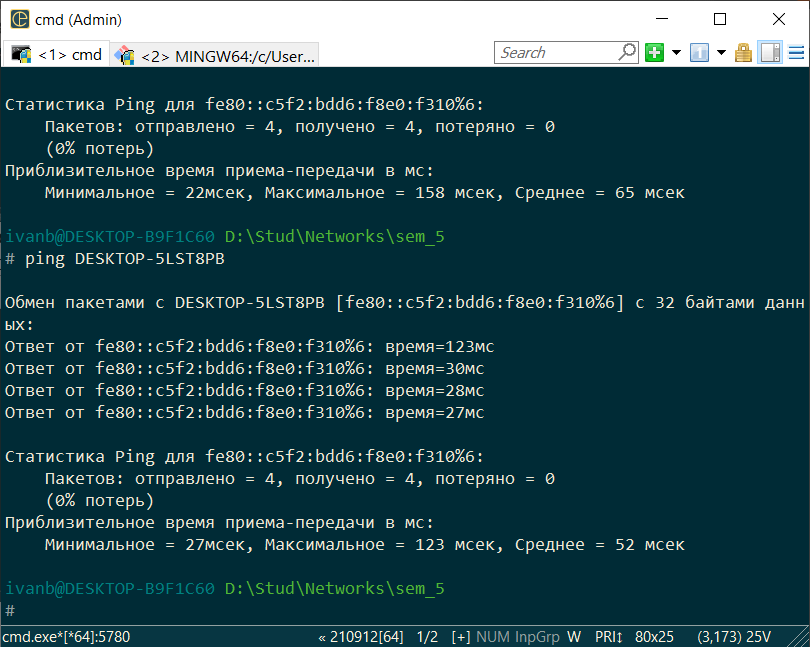 cmd (Admin)
<1> cmd
<2> MINGW64:/c/User...
Search
Статистика Ping для fe80::c5f2:bdd6:f8e0:f310%6:
Пакетов: отправлено = 4, получено = 4, потеряно = 0
(0% потерь)
Приблизительное время приема-передачи в мс:
Минимальное = 22мсек, Максимальное = 158 мсек, Среднее = 65 мсек
ivanb@DESKTOP-B9F1C60 D:\Stud\Networks\sem_5
# ping DESKTOP-5LST8PB
Обмен пакетами с DESKTOP-5LST8PB [fe80::c5f2:bdd6:f8e0:f310%6] с 32 байтами данн
ых:
Ответ от fe80::c5f2:bdd6:f8e0:f310%6: время=123мс
Ответ от fe80::c5f2:bdd6:f8e0:f310%6: время=30мс
Ответ от fe80::c5f2:bdd6:f8e0:f310%6: время=28мс
Ответ от fe80::c5f2:bdd6:f8e0:f310%6: время=27мс
Статистика Ping для fe80::c5f2:bdd6:f8e0:f310%6:
Пакетов: отправлено = 4, получено = 4, потеряно = 0
(0% потерь)
Приблизительное время приема-передачи в мс:
Минимальное = 27мсек, Максимальное = 123 мсек, Среднее = 52 мсек
ivanb@DESKTOP-B9F1C60 D:\Stud\Networks\sem_5
#
cmd.exe*[*64]:5780 « 210912[64] 1/2 [+] NUM InpGrp W PRI↕ 80x25 (3,173) 25V